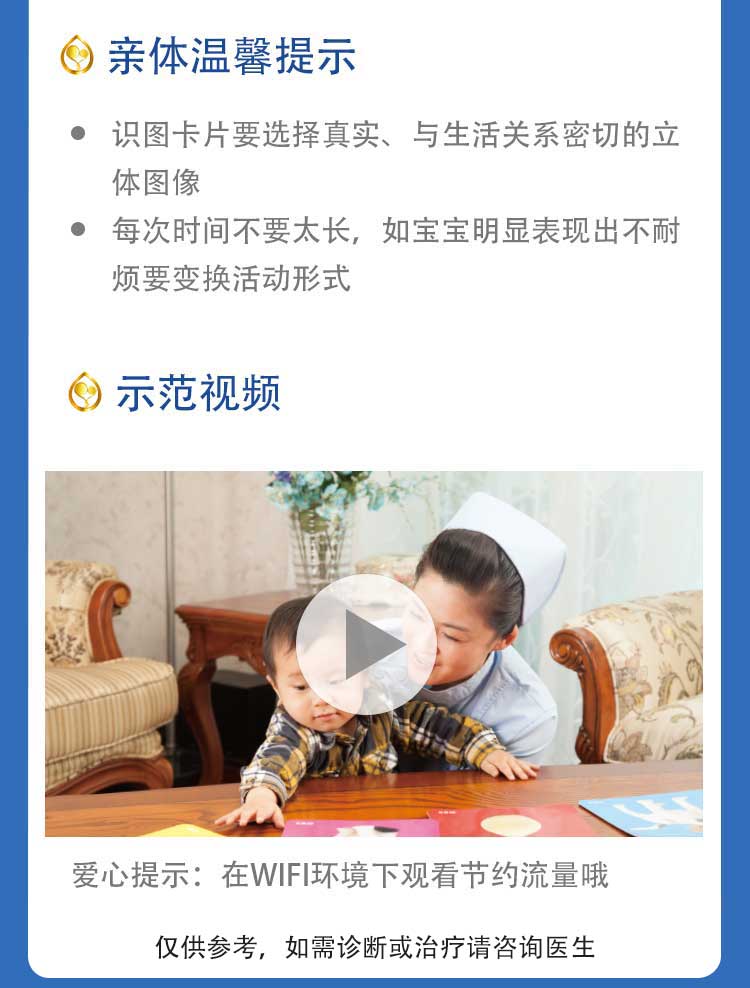 亲体温馨提示
识图卡片要选择真实、与生活关系密切的立
体图像
每次时间不要太长，如宝宝明显表现出不耐
烦要变换活动形式
示范视频
爱心提示：在WIFI环境下观看节约流量哦
仅供参考，如需诊断或治疗请咨询医生